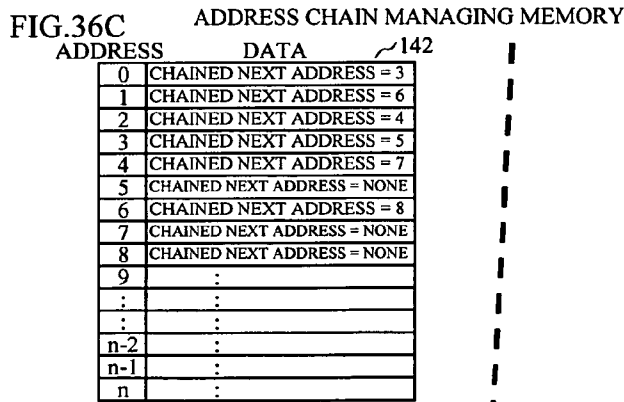 FIG.36C ADDRESS CHAIN MANAGING MEMORY
ADDRESS DATA 142
0 CHAINED NEXT ADDRESS = 3
1 CHAINED NEXT ADDRESS = 6
2 CHAINED NEXT ADDRESS = 4
3 CHAINED NEXT ADDRESS = 5
4 CHAINED NEXT ADDRESS = 7
5 CHAINED NEXT ADDRESS = NONE
6 CHAINED NEXT ADDRESS = 8
7 CHAINED NEXT ADDRESS = NONE
8 CHAINED NEXT ADDRESS = NONE
9 :
: :
: :
n-2 :
n-1 :
n :